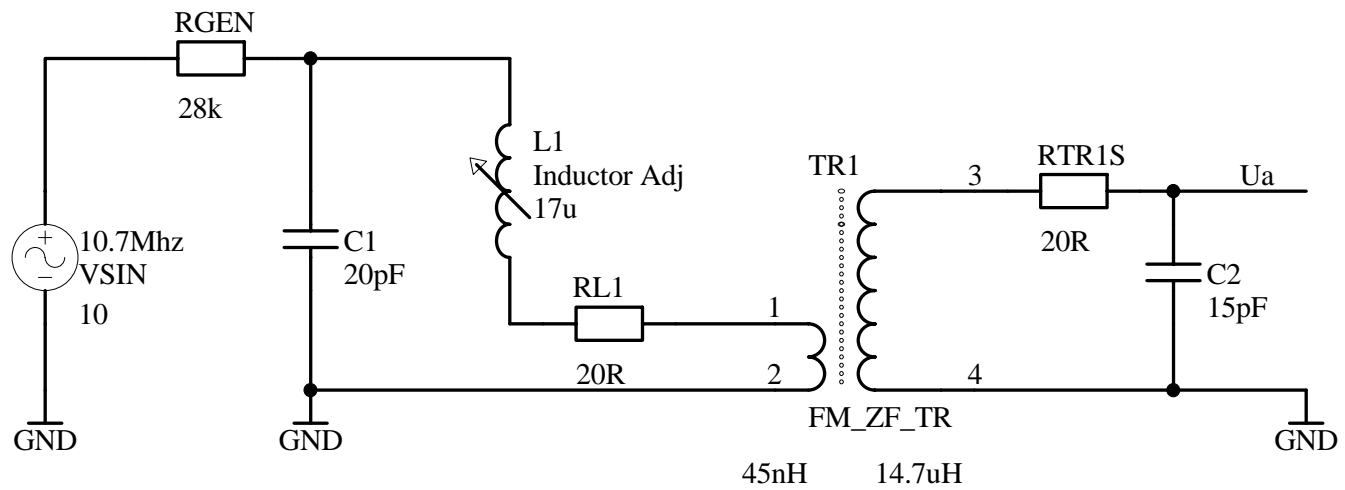 RGEN
28k
10.7Mhz
VSIN
10
+
−
GND
C1
20pF
GND
L1
Inductor Adj
17u
RL1
20R
1
2
TR1
FM_ZF_TR
45nH
14.7uH
3
4
RTR1S
20R
Ua
C2
15pF
GND